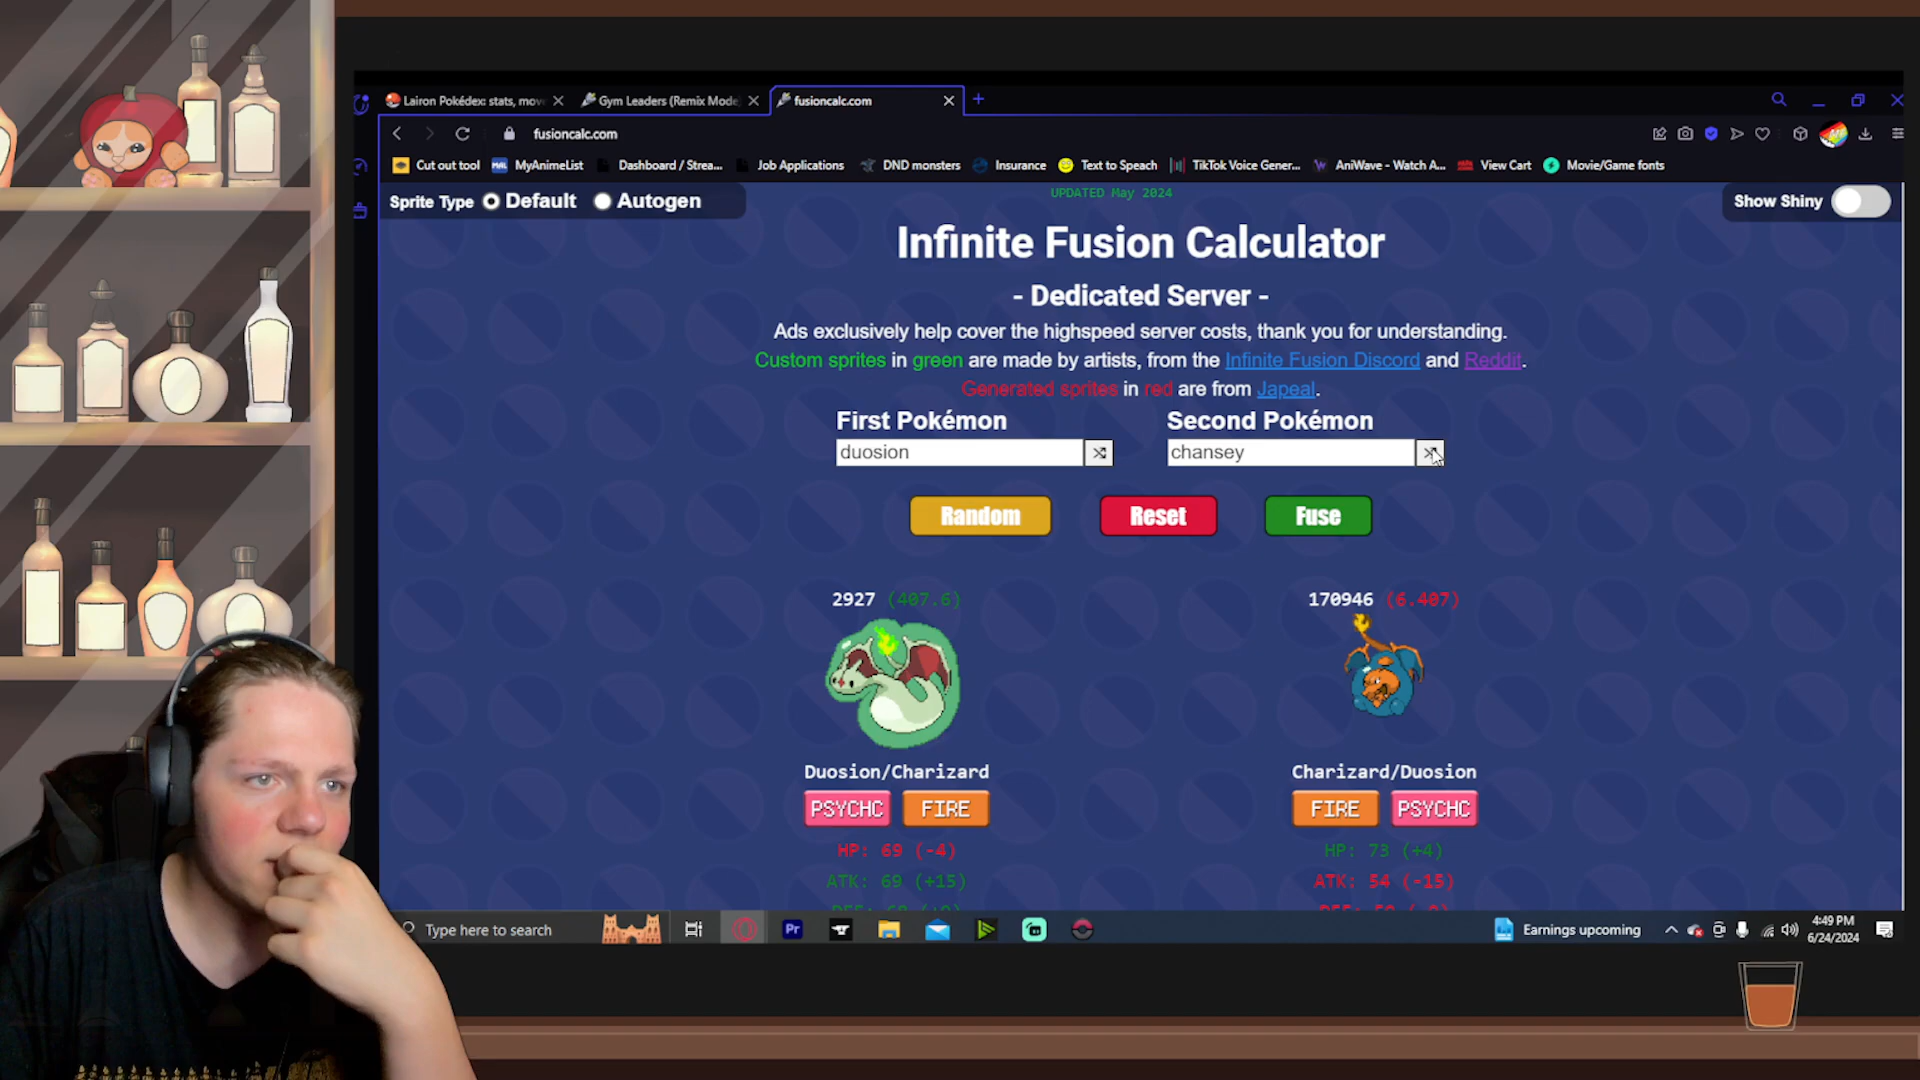 Lairon Pokédex: stats, mov
Gym Leaders (Remix Mode
fusioncalc.com
fusioncalc.com
Cut out tool
MAL
MyAnimeList
Dashboard / Strea...
Job Applications
DND monsters
Insurance
Text to Speach
TikTok Voice Gener...
AniWave - Watch A...
View Cart
Movie/Game fonts
Sprite Type Default Autogen
UPDATED May 2024
Show Shiny
Infinite Fusion Calculator
- Dedicated Server -
Ads exclusively help cover the highspeed server costs, thank you for understanding.
Custom sprites in green are made by artists, from the Infinite Fusion Discord and Reddit.
Generated sprites in red are from Japeal.
First Pokémon
Second Pokémon
duosion
chansey
Random
Reset
Fuse
2927 (407.6)
170946 (6.407)
Duosion/Charizard
Charizard/Duosion
PSYCHC FIRE
FIRE PSYCHC
HP: 69 (-4)
HP: 73 (+4)
ATK: 69 (+15)
ATK: 54 (-15)
Type here to search
Pr
Earnings upcoming
4:49 PM
6/24/2024